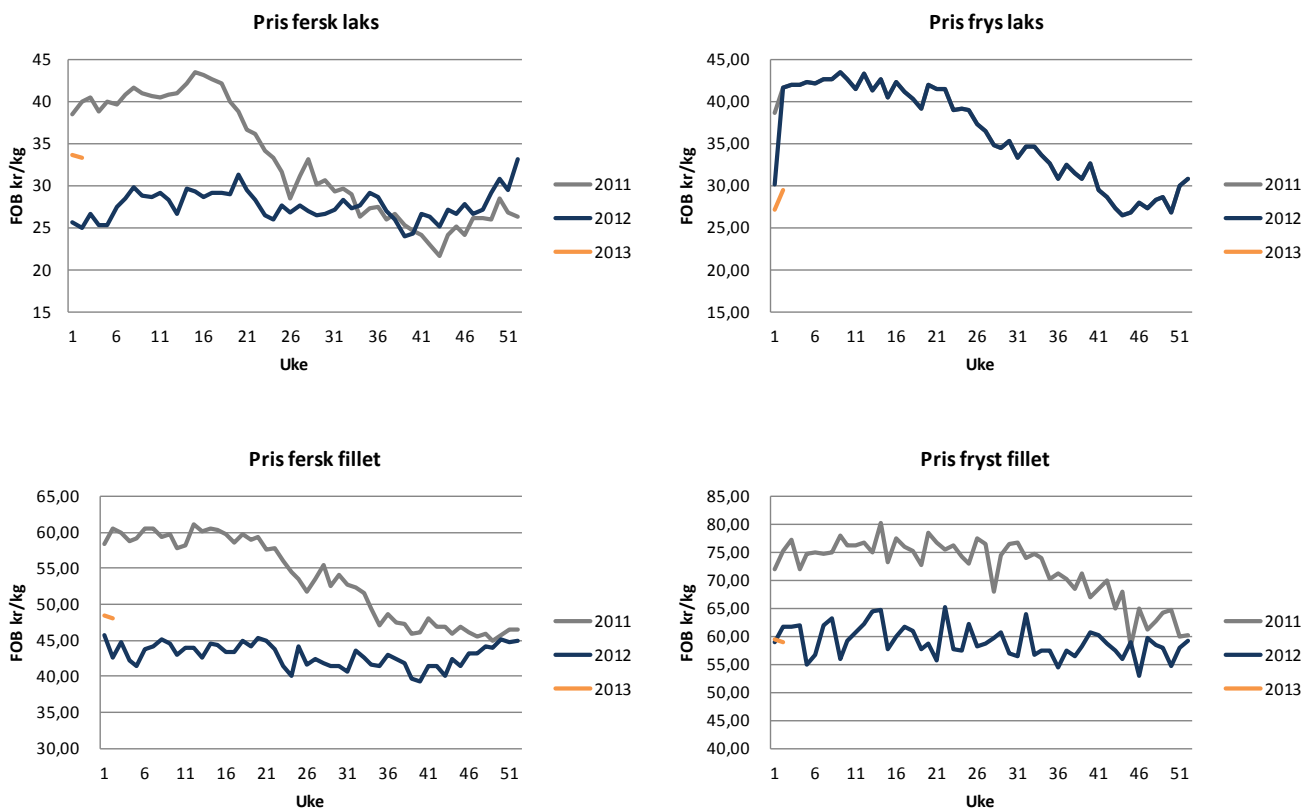 Pris fersk laks
FOB kr/kg
45
40
35
30
25
20
15
1 6 11 16 21 26 31 36 41 46 51
Uke
2011
2012
2013
Pris frys laks
FOB kr/kg
45,00
40,00
35,00
30,00
25,00
20,00
15,00
1 6 11 16 21 26 31 36 41 46 51
Uke
2011
2012
2013
Pris fersk fillet
FOB kr/kg
65,00
60,00
55,00
50,00
45,00
40,00
35,00
30,00
1 6 11 16 21 26 31 36 41 46 51
Uke
2011
2012
2013
Pris fryst fillet
FOB kr/kg
85,00
80,00
75,00
70,00
65,00
60,00
55,00
50,00
45,00
40,00
1 6 11 16 21 26 31 36 41 46 51
Uke
2011
2012
2013